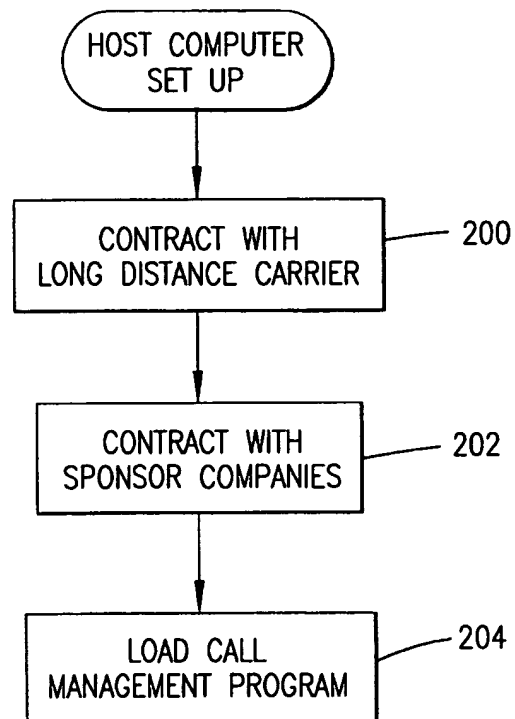 HOST COMPUTER
SET UP
CONTRACT WITH
LONG DISTANCE CARRIER
200
CONTRACT WITH
SPONSOR COMPANIES
202
LOAD CALL
MANAGEMENT PROGRAM
204